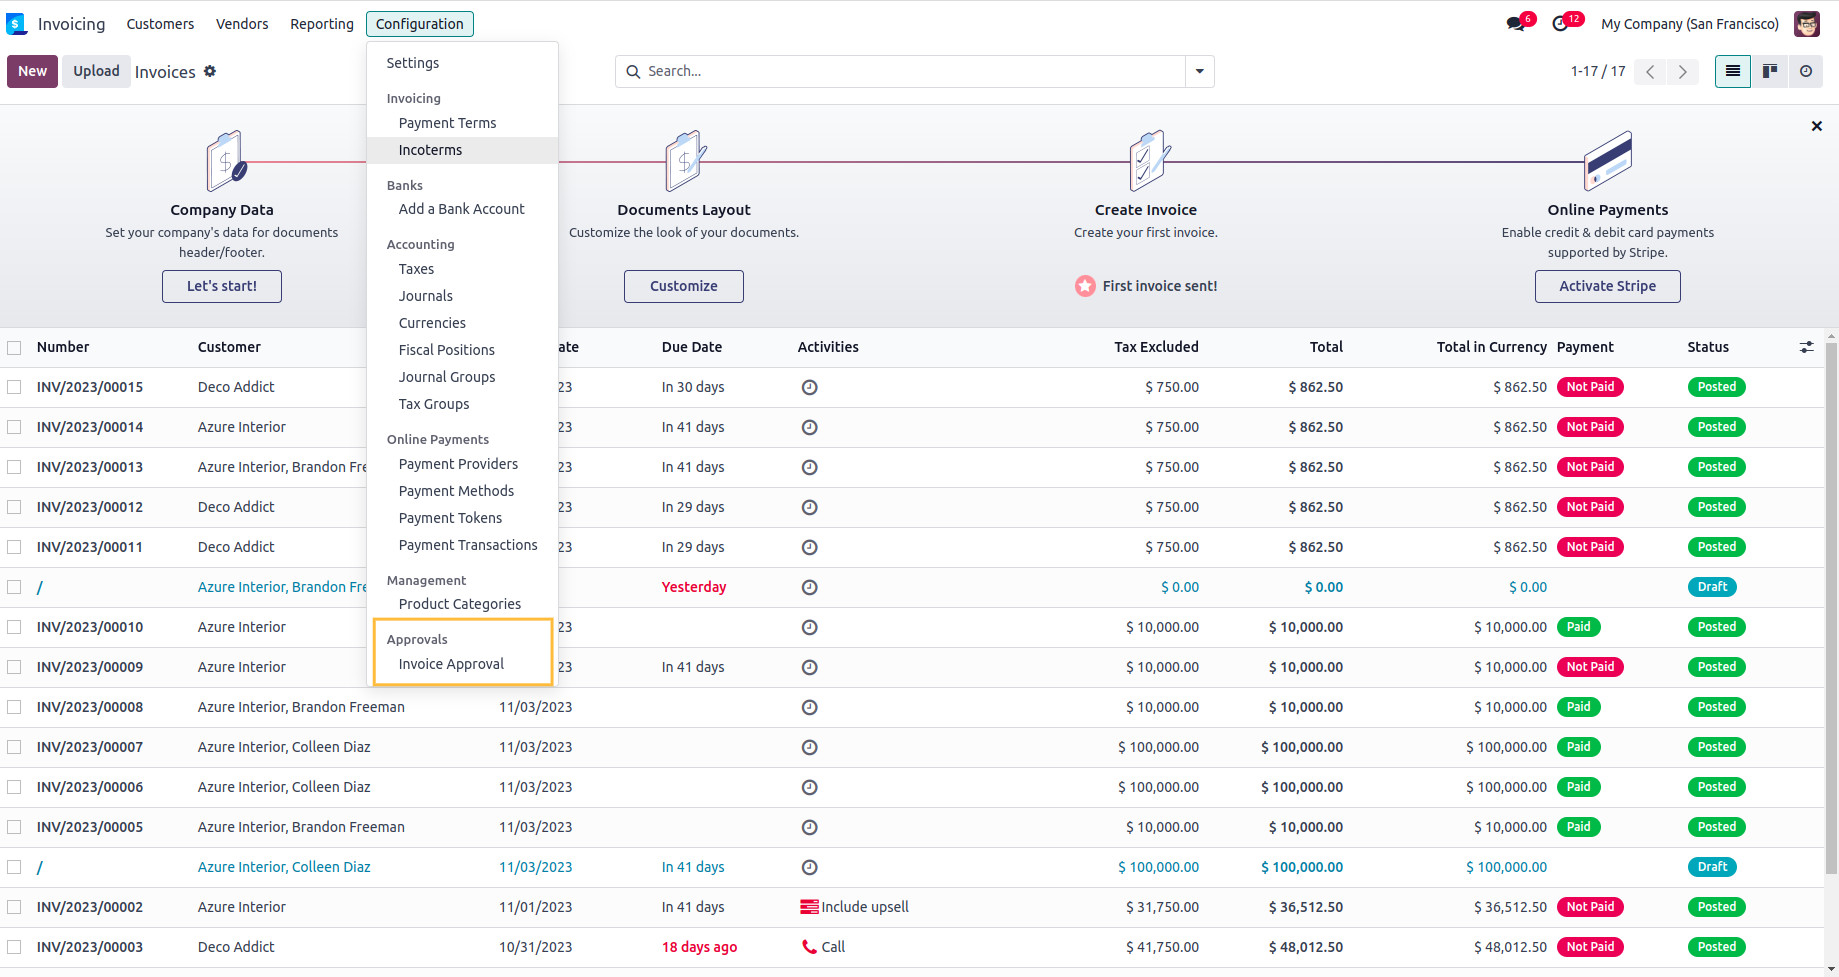 Invoicing Customers Vendors Reporting Configuration 6 12 My Company (San Francisco)
New Upload Invoices Search... 1-17 / 17
Settings
Invoicing
Payment Terms
Incoterms
Banks
Add a Bank Account
Accounting
Taxes
Journals
Currencies
Fiscal Positions
Journal Groups
Tax Groups
Online Payments
Payment Providers
Payment Methods
Payment Tokens
Payment Transactions
Management
Product Categories
Approvals
Invoice Approval
Company Data
Set your company's data for documents
header/footer.
Let's start!
Documents Layout
Customize the look of your documents.
Customize
Create Invoice
Create your first invoice.
First invoice sent!
Online Payments
Enable credit & debit card payments
supported by Stripe.
Activate Stripe
Number Customer ate Due Date Activities Tax Excluded Total Total in Currency Payment Status
INV/2023/00015 Deco Addict 23 In 30 days $ 750.00 $ 862.50 $ 862.50 Not Paid Posted
INV/2023/00014 Azure Interior 23 In 41 days $ 750.00 $ 862.50 $ 862.50 Not Paid Posted
INV/2023/00013 Azure Interior, Brandon Fre 23 In 41 days $ 750.00 $ 862.50 $ 862.50 Not Paid Posted
INV/2023/00012 Deco Addict 23 In 29 days $ 750.00 $ 862.50 $ 862.50 Not Paid Posted
INV/2023/00011 Deco Addict 23 In 29 days $ 750.00 $ 862.50 $ 862.50 Not Paid Posted
/ Azure Interior, Brandon Fre Yesterday $ 0.00 $ 0.00 $ 0.00 Draft
INV/2023/00010 Azure Interior 23 $ 10,000.00 $ 10,000.00 $ 10,000.00 Paid Posted
INV/2023/00009 Azure Interior 23 In 41 days $ 10,000.00 $ 10,000.00 $ 10,000.00 Not Paid Posted
INV/2023/00008 Azure Interior, Brandon Freeman 11/03/2023 $ 10,000.00 $ 10,000.00 $ 10,000.00 Paid Posted
INV/2023/00007 Azure Interior, Colleen Diaz 11/03/2023 $ 100,000.00 $ 100,000.00 $ 100,000.00 Paid Posted
INV/2023/00006 Azure Interior, Colleen Diaz 11/03/2023 $ 100,000.00 $ 100,000.00 $ 100,000.00 Paid Posted
INV/2023/00005 Azure Interior, Brandon Freeman 11/03/2023 $ 10,000.00 $ 10,000.00 $ 10,000.00 Paid Posted
/ Azure Interior, Colleen Diaz 11/03/2023 In 41 days $ 100,000.00 $ 100,000.00 $ 100,000.00 Draft
INV/2023/00002 Azure Interior 11/01/2023 In 41 days Include upsell $ 31,750.00 $ 36,512.50 $ 36,512.50 Not Paid Posted
INV/2023/00003 Deco Addict 10/31/2023 18 days ago Call $ 41,750.00 $ 48,012.50 $ 48,012.50 Not Paid Posted